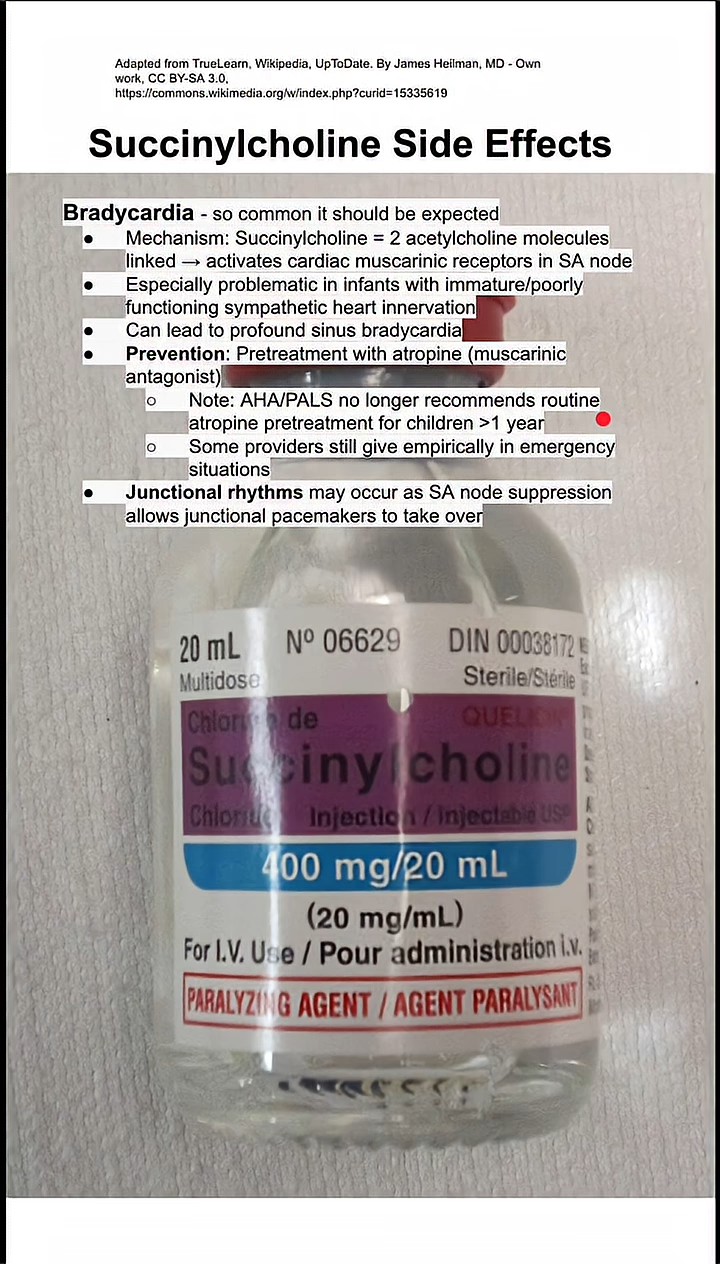 Adapted from TrueLearn, Wikipedia, UpToDate. By James Heilman, MD - Own
work, CC BY-SA 3.0,
https://commons.wikimedia.org/w/index.php?curid=15335619
Succinylcholine Side Effects
Bradycardia - so common it should be expected
● Mechanism: Succinylcholine = 2 acetylcholine molecules
linked → activates cardiac muscarinic receptors in SA node
● Especially problematic in infants with immature/poorly
functioning sympathetic heart innervation
● Can lead to profound sinus bradycardia
● Prevention: Pretreatment with atropine (muscarinic
antagonist)
○ Note: AHA/PALS no longer recommends routine
atropine pretreatment for children >1 year
○ Some providers still give empirically in emergency
situations
● Junctional rhythms may occur as SA node suppression
allows junctional pacemakers to take over
20 mL Nº 06629 DIN 00038172
Multidose Sterile/Stérile
Chlorure de QUELICIN
Succinylcholine
Chloride Injection / Injectable USP
400 mg/20 mL
(20 mg/mL)
For I.V. Use / Pour administration i.v.
PARALYZING AGENT / AGENT PARALYSANT